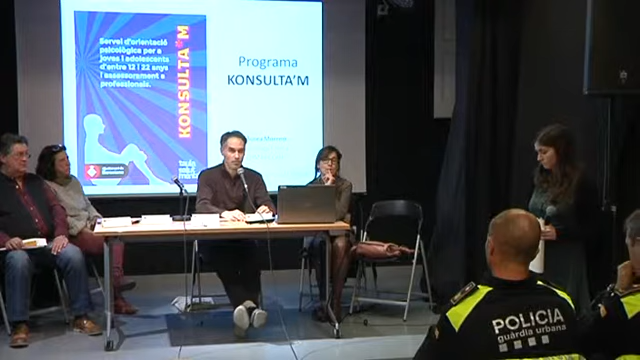 Servei d'orientació
psicològica per a
joves i adolescents
d'entre 12 i 22 anys
i assessorament a
professionals.
KONSULTA*M
Programa
KONSULTA'M
POLICIA
guàrdia urbana